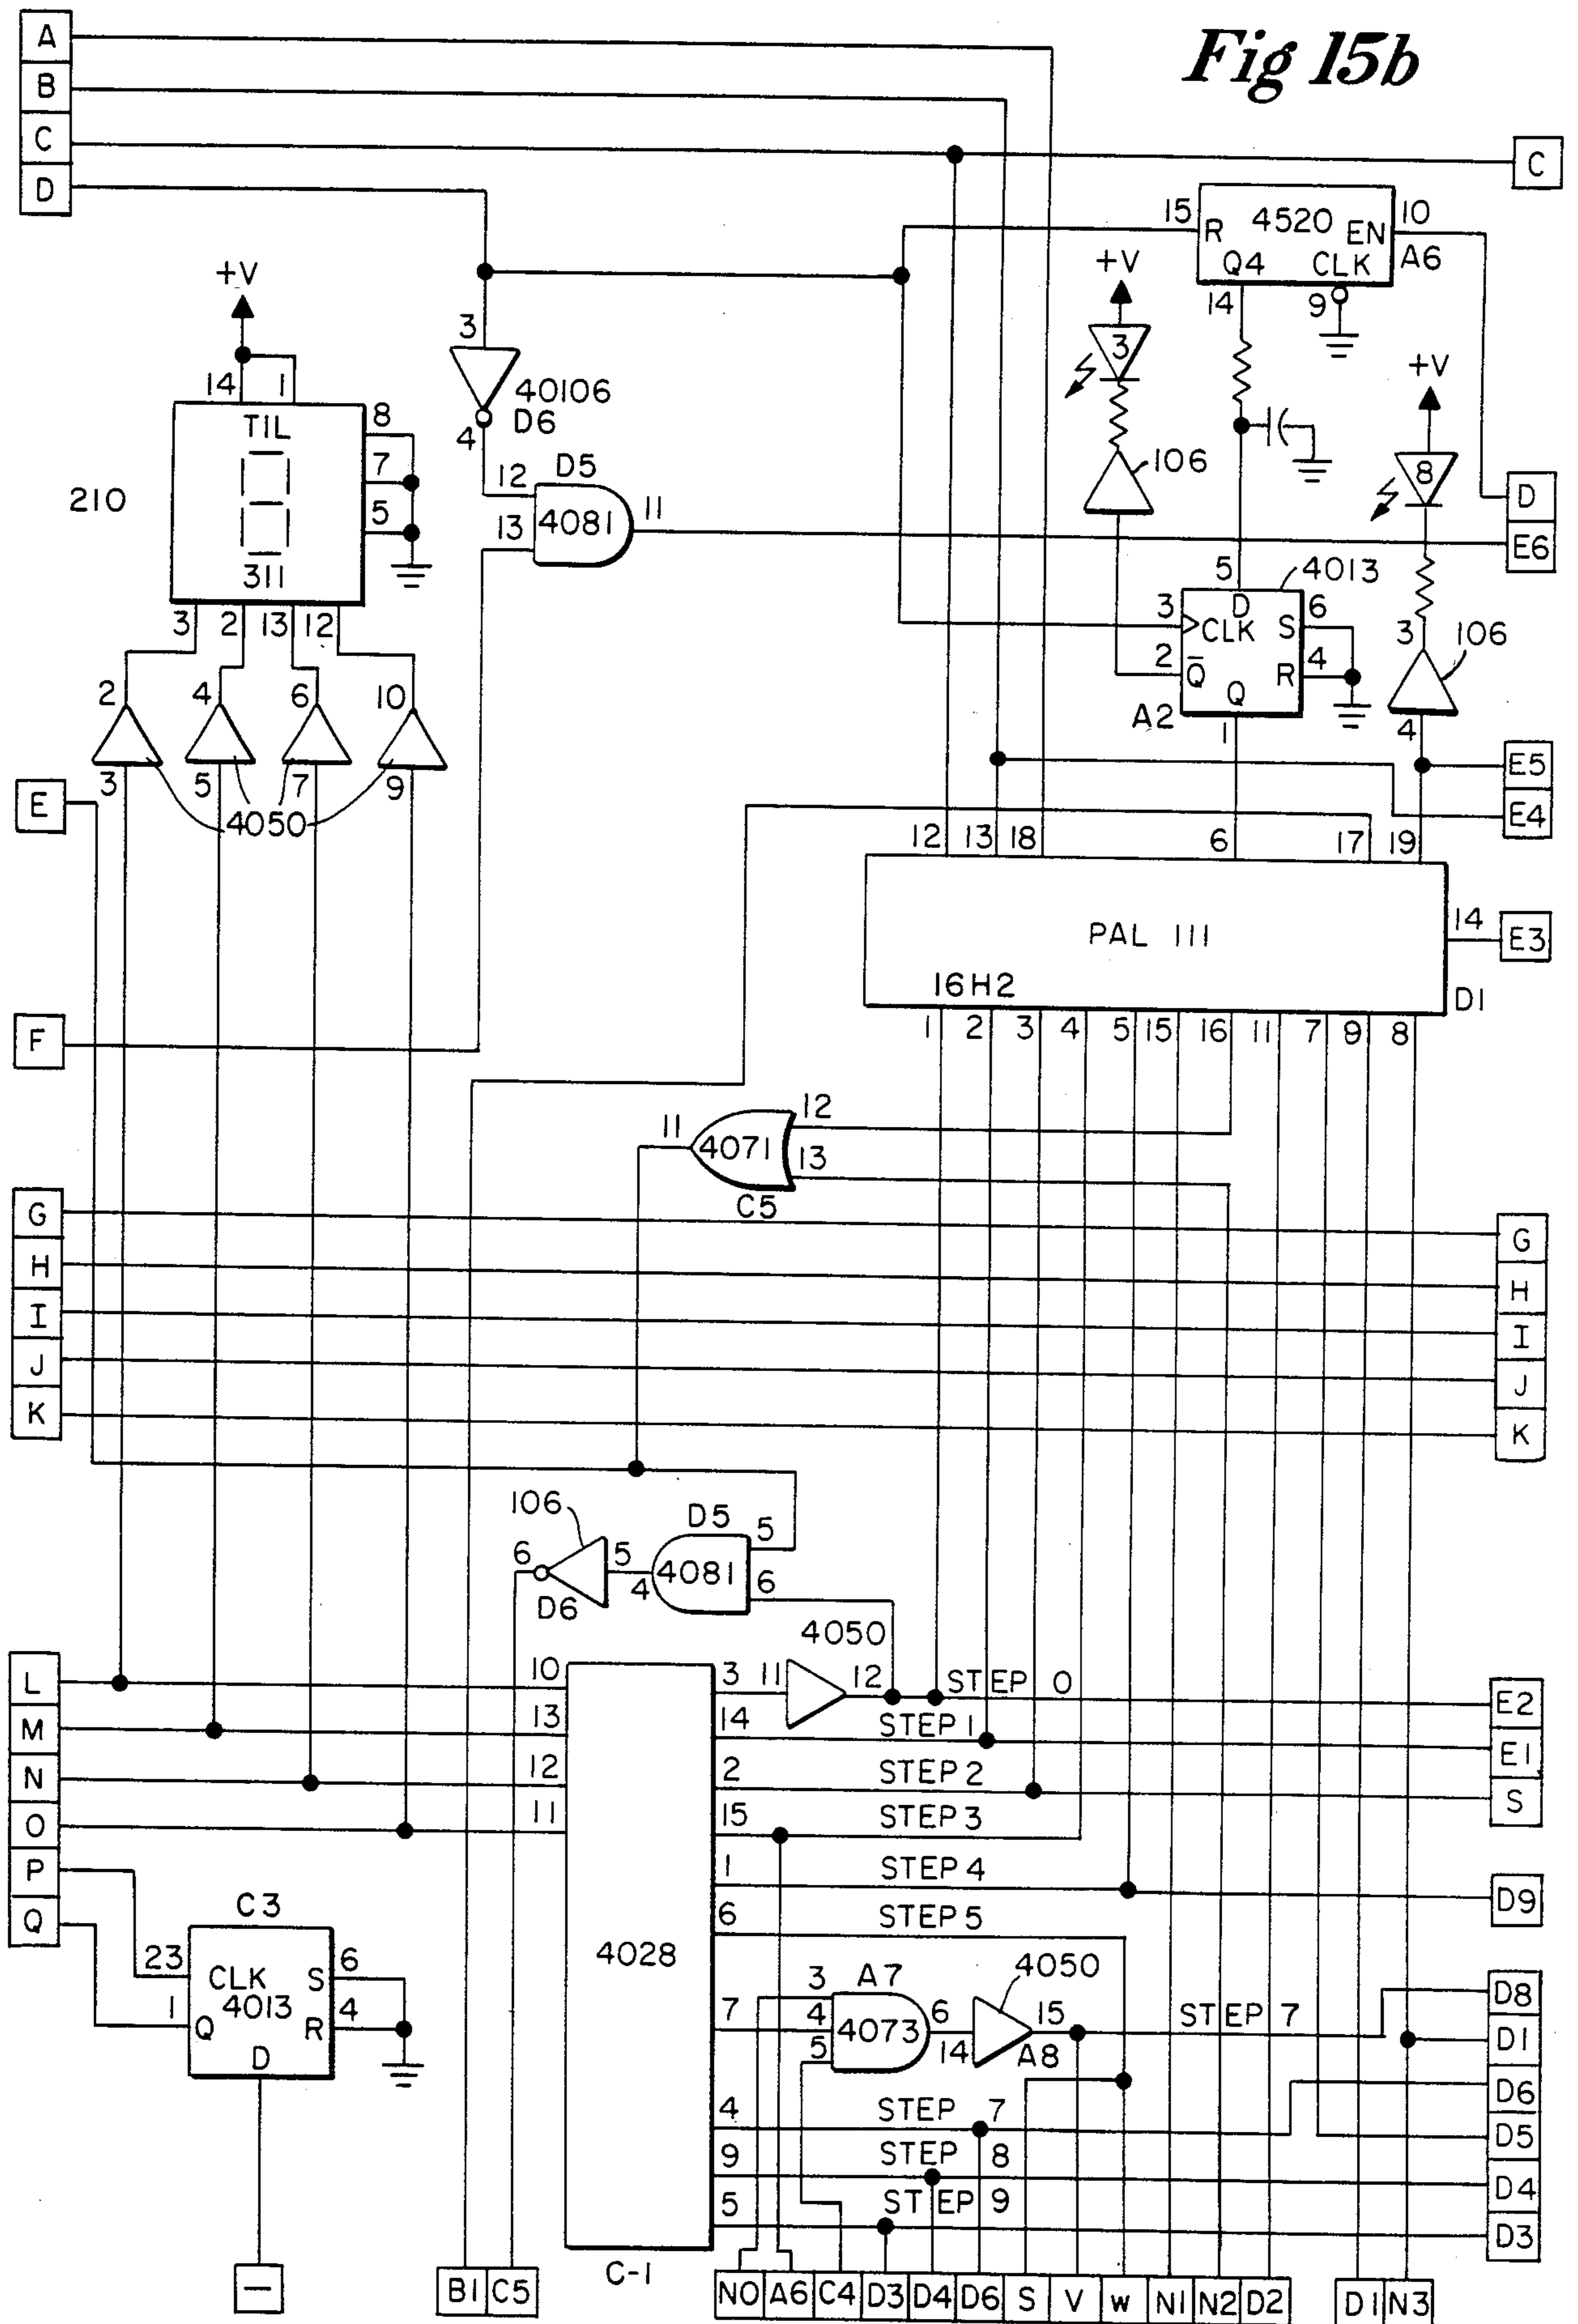 Fig 15b
A
B
C
C
D
15
R
4520
EN
10
A6
Q4
CLK
14
9
+V
+V
3
3
40106
D6
4
+V
14
1
TIL
8
7
5
210
311
3
2
13
12
12
D5
4081
13
11
106
8
D
E6
5
4013
3
D
6
CLK
S
2
Q̅
R
4
Q
A2
1
3
106
4
2
4
6
10
3
5
7
9
4050
E
E5
E4
12
13
18
6
17
19
PAL 111
14
E3
16H2
D1
1
2
3
4
5
15
16
11
7
9
8
F
11
4071
12
13
C5
G
G
H
H
I
I
J
J
K
K
106
D5
5
6
5
4081
4
6
D6
4050
L
10
3
11
12
STEP 0
E2
M
13
14
STEP 1
E1
N
12
2
STEP 2
S
O
11
15
STEP 3
P
1
STEP 4
D9
Q
C3
6
STEP 5
23
CLK
S
6
4013
1
Q
R
4
D
4028
3
A7
4050
7
4
4073
6
15
STEP 7
D8
5
14
A8
D1
D6
4
STEP 7
D5
9
STEP 8
D4
5
STEP 9
D3
—
B1
C5
C-1
NO
A6
C4
D3
D4
D6
S
V
W
N1
N2
D2
D1
N3